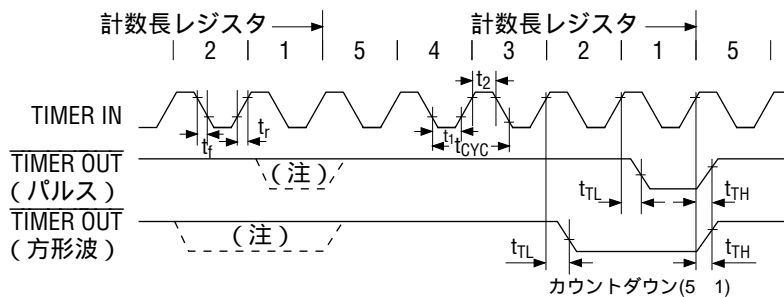 計数長レジスタ 計数長レジスタ
2 | 1 5 | 4 | 3 | 2 | 1 5
t2
TIMER IN
tf tr t1 tCYC
TIMER OUT
(パルス) (注) tTL tTH
TIMER OUT
(方形波) (注) tTL tTH
カウントダウン(5 1)